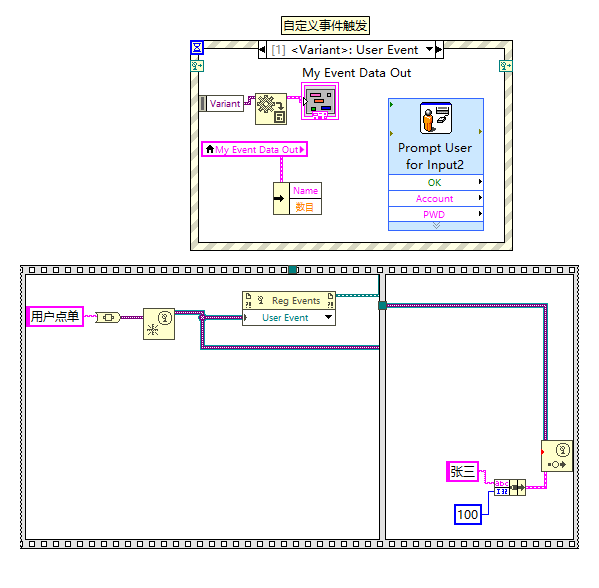 自定义事件触发
[1] <Variant>: User Event
My Event Data Out
Variant
My Event Data Out
Name
数目
Prompt User
for Input2
OK
Account
PWD
用户点单
Reg Events
User Event
张三
abc
100